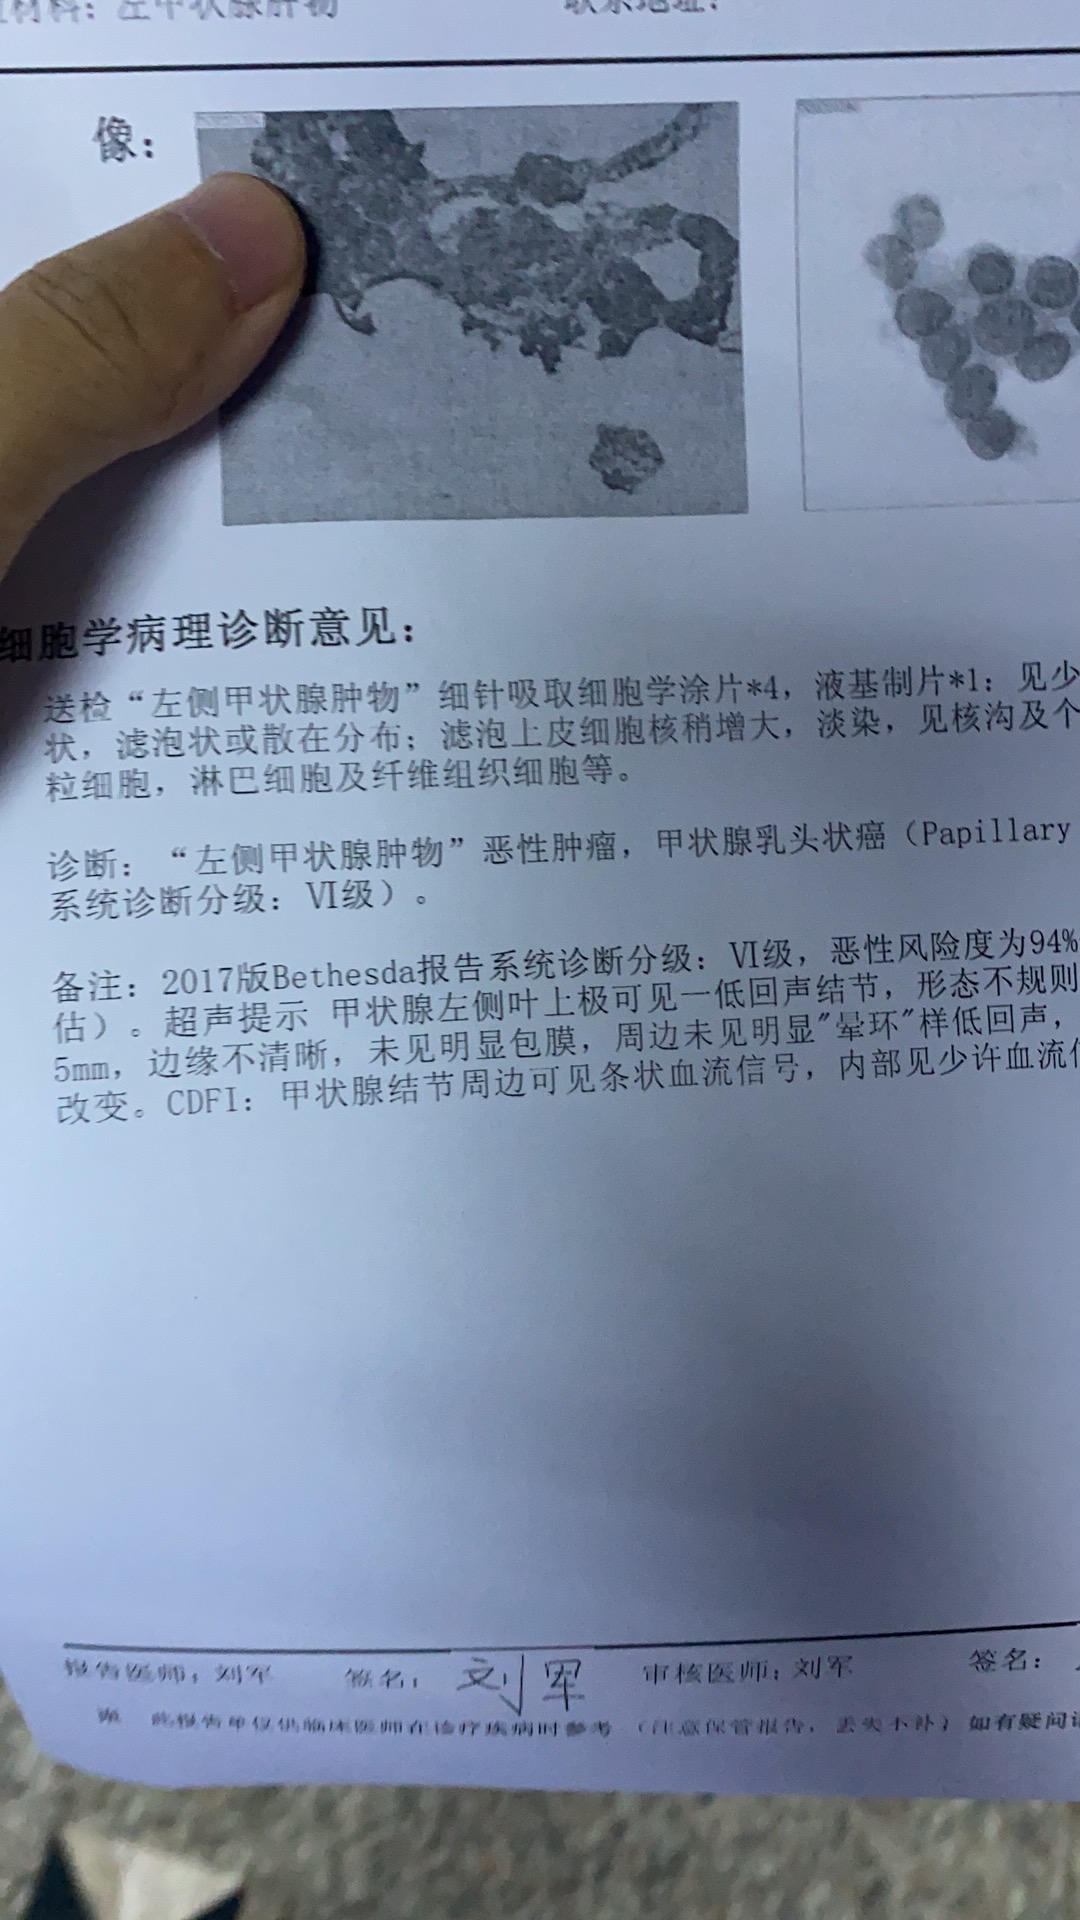 材料：左甲状腺肿物 联系地址：
像：
细胞学病理诊断意见：
送检“左侧甲状腺肿物”细针吸取细胞学涂片*4，液基制片*1：见少
状，滤泡状或散在分布；滤泡上皮细胞核稍增大，淡染，见核沟及个
粒细胞，淋巴细胞及纤维组织细胞等。
诊断：“左侧甲状腺肿物”恶性肿瘤，甲状腺乳头状癌（Papillary
系统诊断分级：Ⅵ级）。
备注：2017版Bethesda报告系统诊断分级：Ⅵ级，恶性风险度为94%
估）。超声提示 甲状腺左侧叶上极可见一低回声结节，形态不规则
5mm，边缘不清晰，未见明显包膜，周边未见明显"晕环"样低回声，
改变。CDFI：甲状腺结节周边可见条状血流信号，内部见少许血流信
报告医师：刘军 签名：刘军 审核医师：刘军 签名：
此报告单仅供临床医师在诊疗疾病时参考（注意保管报告，丢失不补）如有疑问请